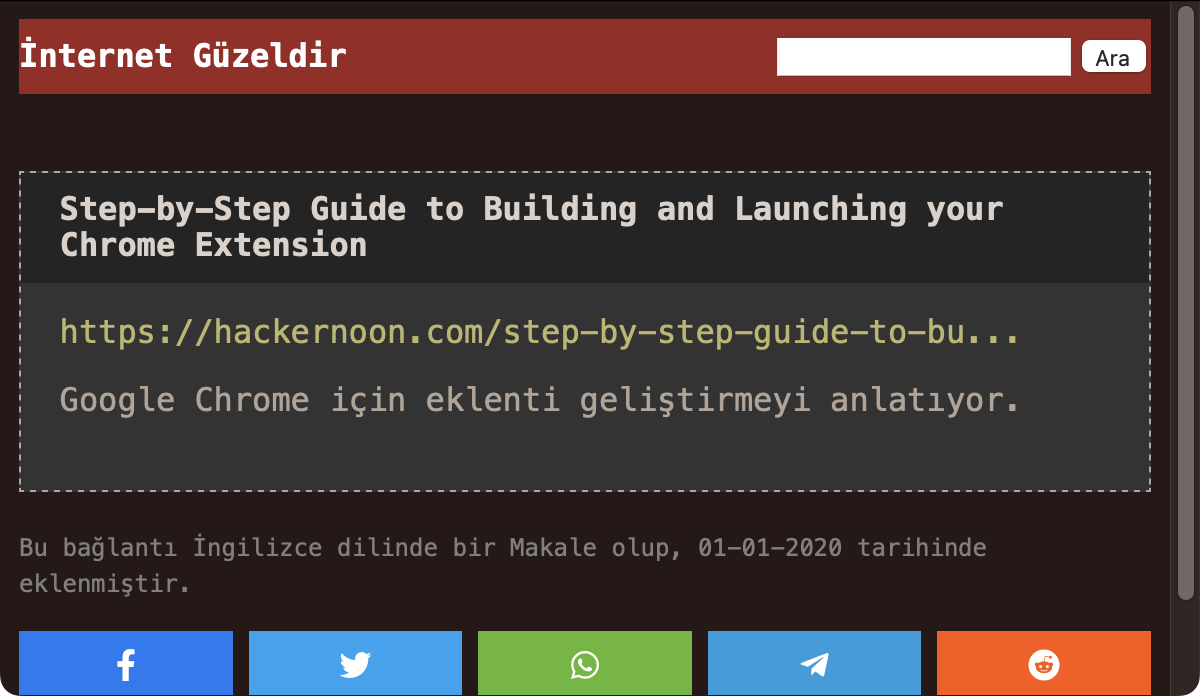 İnternet Güzeldir
Ara
Step-by-Step Guide to Building and Launching your
Chrome Extension
https://hackernoon.com/step-by-step-guide-to-bu...
Google Chrome için eklenti geliştirmeyi anlatıyor.
Bu bağlantı İngilizce dilinde bir Makale olup, 01-01-2020 tarihinde
eklenmiştir.